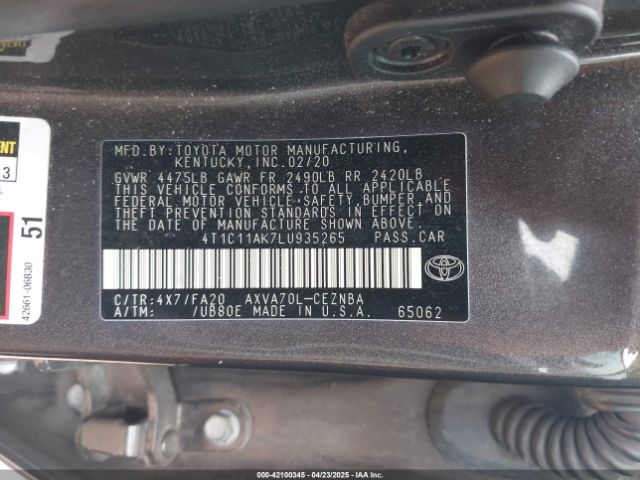 MFD.BY:TOYOTA MOTOR MANUFACTURING,
KENTUCKY,INC.02/20
GVWR 4475LB GAWR FR 2490LB RR 2420LB
THIS VEHICLE CONFORMS TO ALL APPLICABLE
FEDERAL MOTOR VEHICLE SAFETY,BUMPER,AND
THEFT PREVENTION STANDARDS IN EFFECT ON
THE DATE OF MANUFACTURE SHOWN ABOVE.
4T1C11AK7LU935265 PASS.CAR
C/TR:4X7/FA20 AXVA70L-CEZNBA
A/TM: /UB80E MADE IN U.S.A. 65062
51
42661-06B30
3
000-42100345 - 04/23/2025 - IAA Inc.